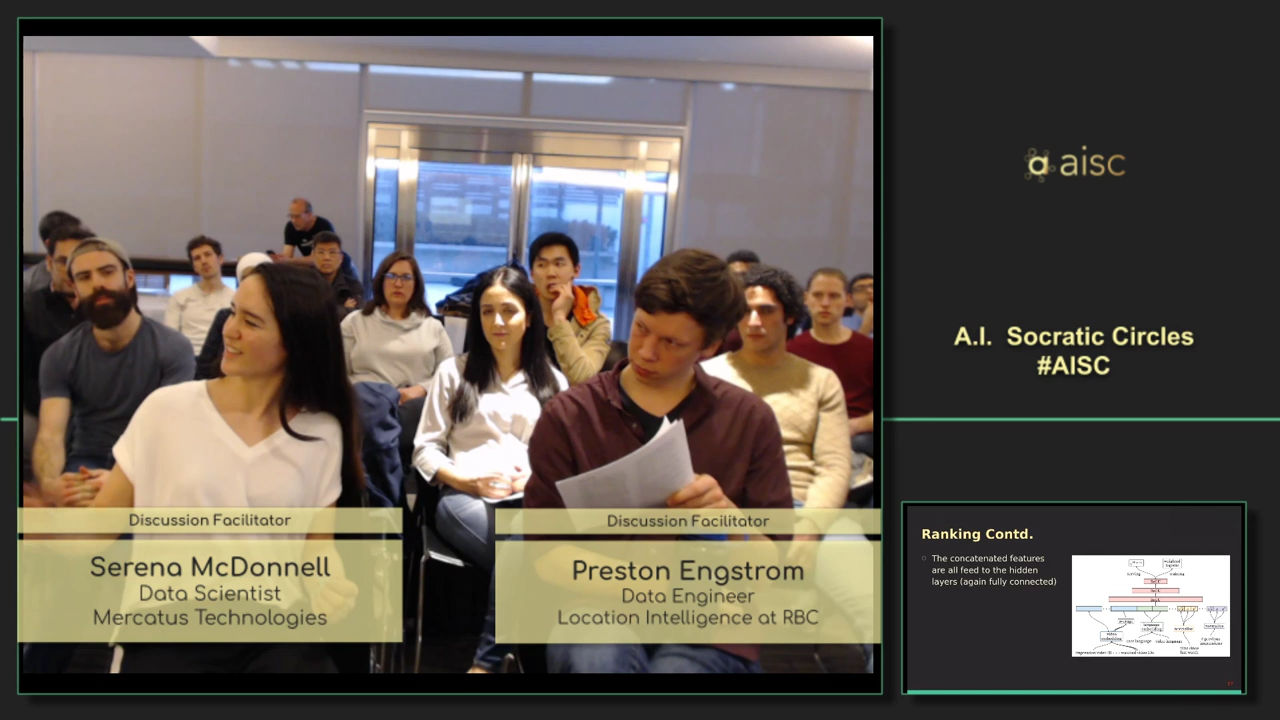 aisc
A.I. Socratic Circles
#AISC
Discussion Facilitator
Serena McDonnell
Data Scientist
Mercatus Technologies
Discussion Facilitator
Preston Engstrom
Data Engineer
Location Intelligence at RBC
Ranking Contd.
The concatenated features
are all feed to the hidden
layers (again fully connected)